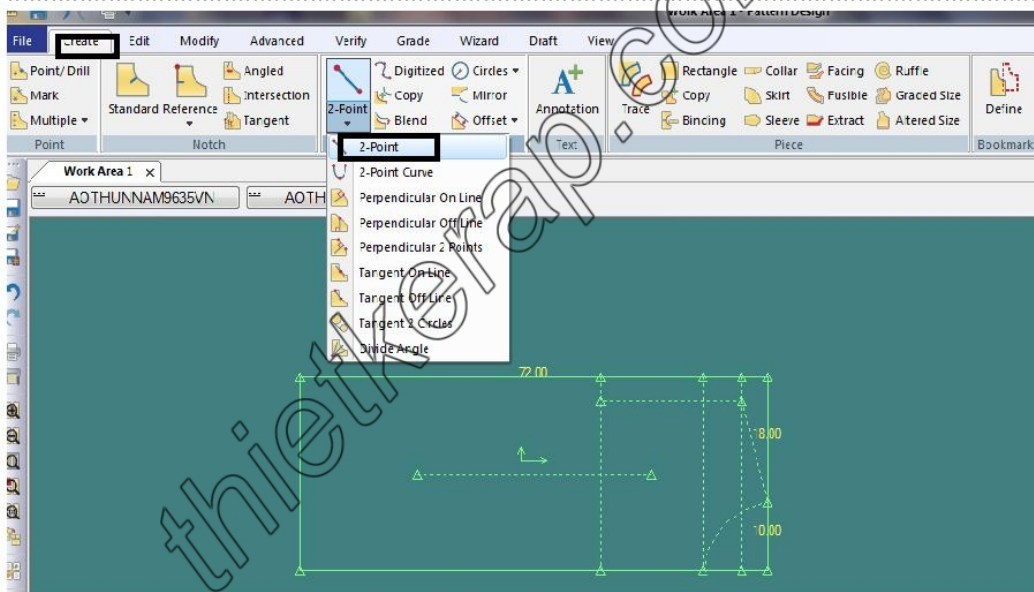 Work Area 1 - Pattern Design
File Create Edit Modify Advanced Verify Grade Wizard Draft View
Point/Drill Angled Digitized Circles Rectangle Collar Facing Ruffle
Mark Standard Reference Intersection 2-Point Copy Mirror Annotation Trace Copy Skirt Fusible Graced Size Define
Multiple Tangent Blend Offset Bincing Sleeve Extract Altered Size
Point Notch Text Piece Bookmark
2-Point
Work Area 1 x
2-Point Curve
AOTHUNNAM9635VN AOTH
Perpendicular On Line
Perpendicular Off Line
Perpendicular 2 Points
Tangent On Line
Tangent Off Line
Tangent 2 Circles
Divide Angle
72.00
18.00
10.00
thietkerap.co